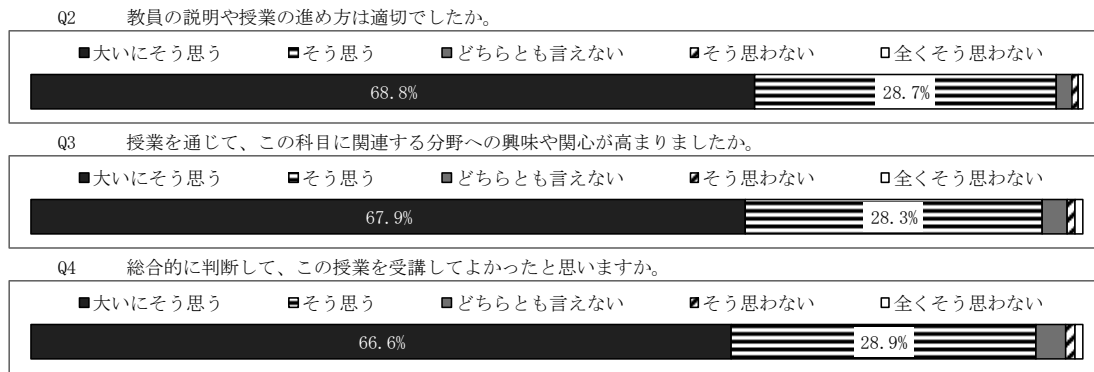 Q2 教員の説明や授業の進め方は適切でしたか。
大いにそう思う そう思う どちらとも言えない そう思わない 全くそう思わない
68.8% 28.7%
Q3 授業を通じて、この科目に関連する分野への興味や関心が高まりましたか。
大いにそう思う そう思う どちらとも言えない そう思わない 全くそう思わない
67.9% 28.3%
Q4 総合的に判断して、この授業を受講してよかったと思いますか。
大いにそう思う そう思う どちらとも言えない そう思わない 全くそう思わない
66.6% 28.9%